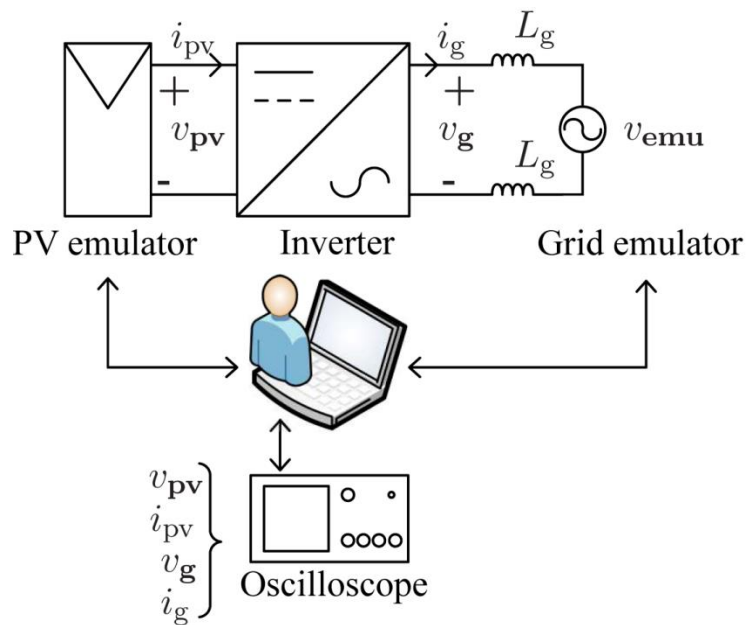 i_pv i_g L_g
+ +
v_pv v_g L_g v_emu
- -
PV emulator Inverter Grid emulator
v_pv
i_pv
v_g
i_g
Oscilloscope